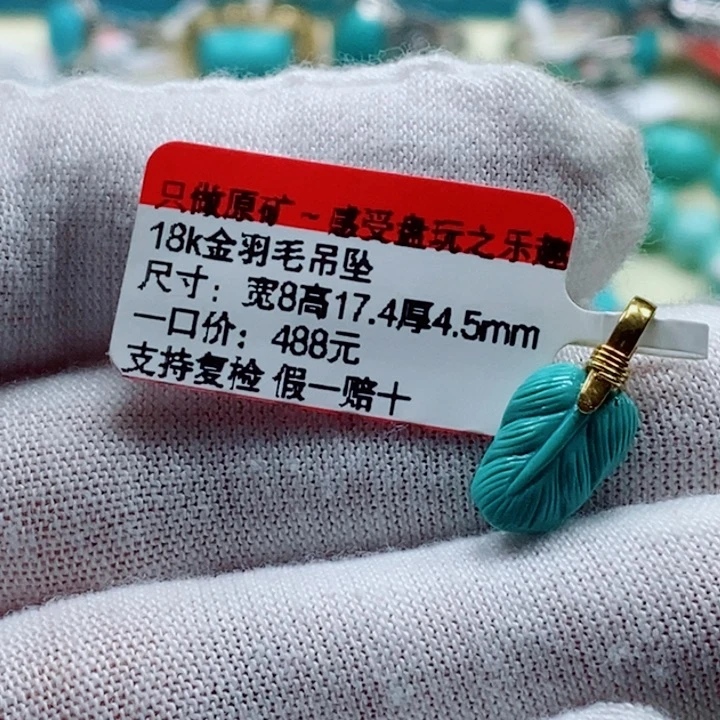 只做原矿~感受盘玩之乐趣
18k金羽毛吊坠
尺寸：宽8高17.4厚4.5mm
一口价：488元
支持复检 假一赔十